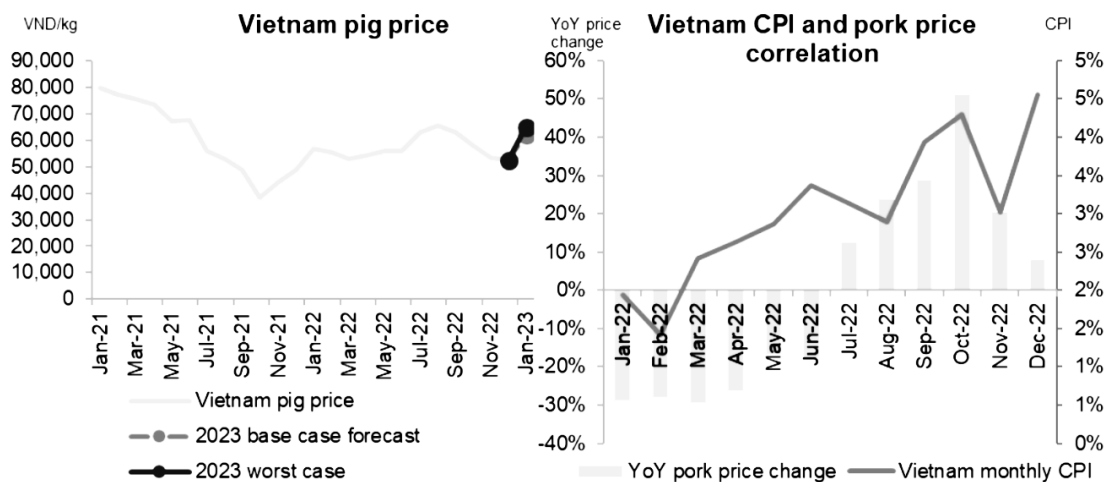 VND/kg
Vietnam pig price
90,000
80,000
70,000
60,000
50,000
40,000
30,000
20,000
10,000
0
Jan-21
Mar-21
May-21
Jul-21
Sep-21
Nov-21
Jan-22
Mar-22
May-22
Jul-22
Sep-22
Nov-22
Jan-23
Vietnam pig price
2023 base case forecast
2023 worst case
YoY price
change
Vietnam CPI and pork price
correlation
CPI
60%
50%
40%
30%
20%
10%
0%
-10%
-20%
-30%
-40%
5%
5%
4%
4%
3%
3%
2%
2%
1%
1%
0%
Jan-22
Feb-22
Mar-22
Apr-22
May-22
Jun-22
Jul-22
Aug-22
Sep-22
Oct-22
Nov-22
Dec-22
YoY pork price change
Vietnam monthly CPI